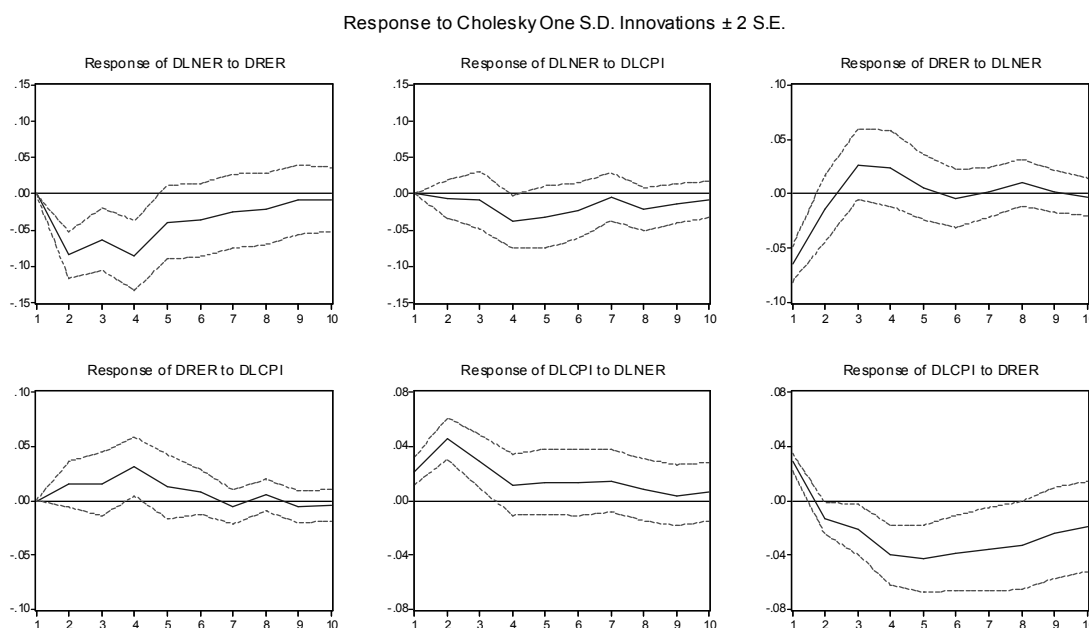 Response to Cholesky One S.D. Innovations ± 2 S.E.
Response of DLNER to DRER
.15
.10
.05
.00
-.05
-.10
-.15
1 2 3 4 5 6 7 8 9 10
Response of DLNER to DLCPI
.15
.10
.05
.00
-.05
-.10
-.15
1 2 3 4 5 6 7 8 9 10
Response of DRER to DLNER
.10
.05
.00
-.05
-.10
1 2 3 4 5 6 7 8 9 1
Response of DRER to DLCPI
.10
.05
.00
-.05
-.10
1 2 3 4 5 6 7 8 9 10
Response of DLCPI to DLNER
.08
.04
.00
-.04
-.08
1 2 3 4 5 6 7 8 9 10
Response of DLCPI to DRER
.08
.04
.00
-.04
-.08
1 2 3 4 5 6 7 8 9 1